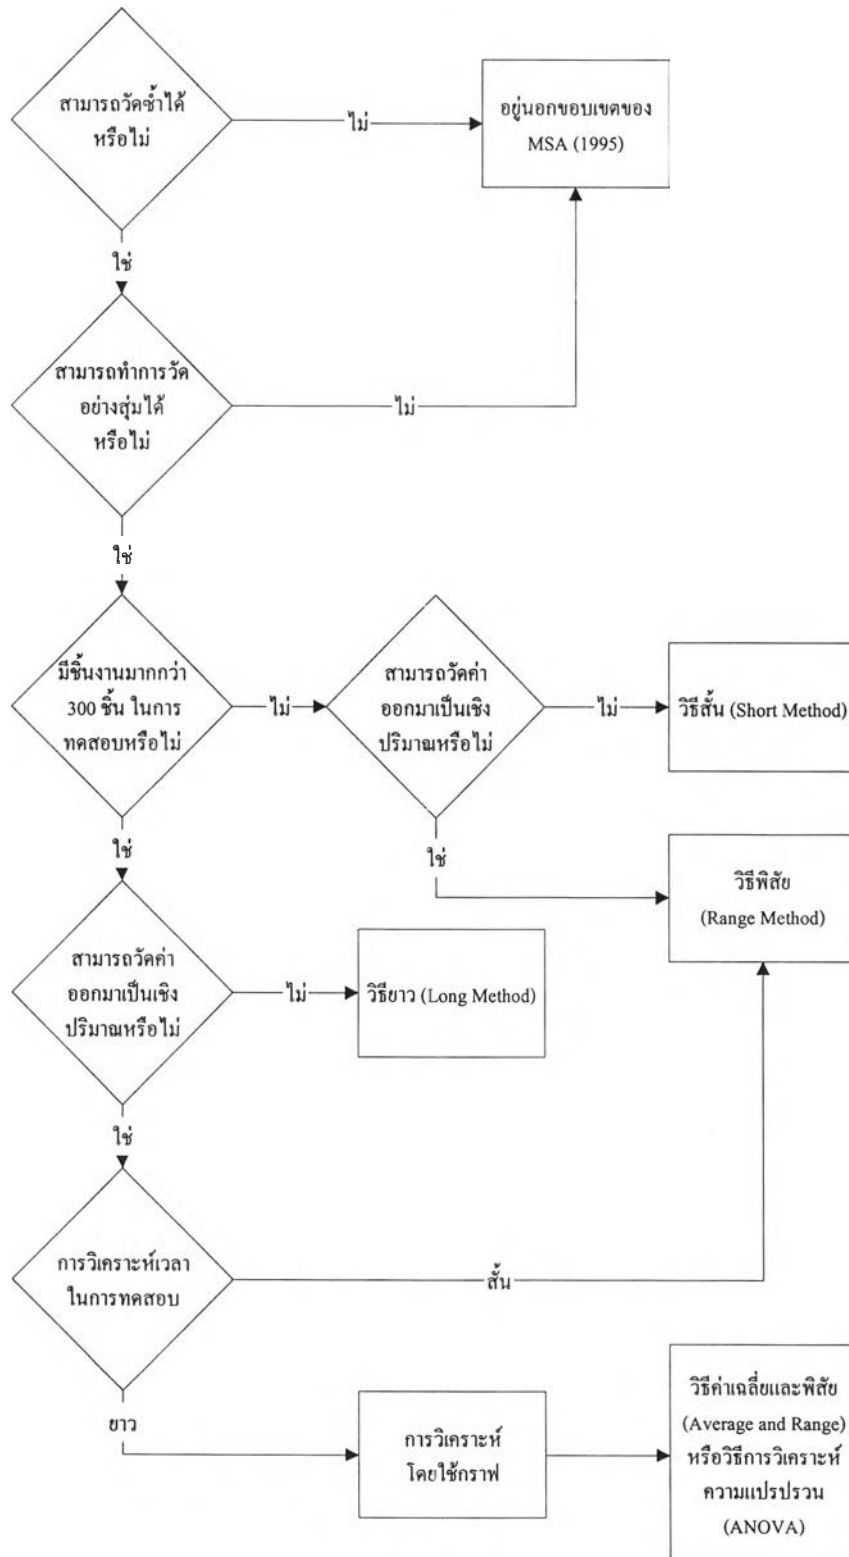 สามารถวัดซ้ำได้
หรือไม่
ไม่
อยู่นอกขอบเขตของ
MSA (1995)
ใช่
สามารถทำการวัด
อย่างสุ่มได้
หรือไม่
ไม่
ใช่
มีชิ้นงานมากกว่า
300 ชิ้น ในการ
ทดสอบหรือไม่
ไม่
สามารถวัดค่า
ออกมาเป็นเชิง
ปริมาณหรือไม่
ไม่
วิธีสั้น (Short Method)
ใช่
ใช่
วิธีพิสัย
(Range Method)
สามารถวัดค่า
ออกมาเป็นเชิง
ปริมาณหรือไม่
ไม่
วิธียาว (Long Method)
ใช่
การวิเคราะห์เวลา
ในการทดสอบ
สั้น
ยาว
การวิเคราะห์
โดยใช้กราฟ
วิธีค่าเฉลี่ยและพิสัย
(Average and Range)
หรือวิธีการวิเคราะห์
ความแปรปรวน
(ANOVA)